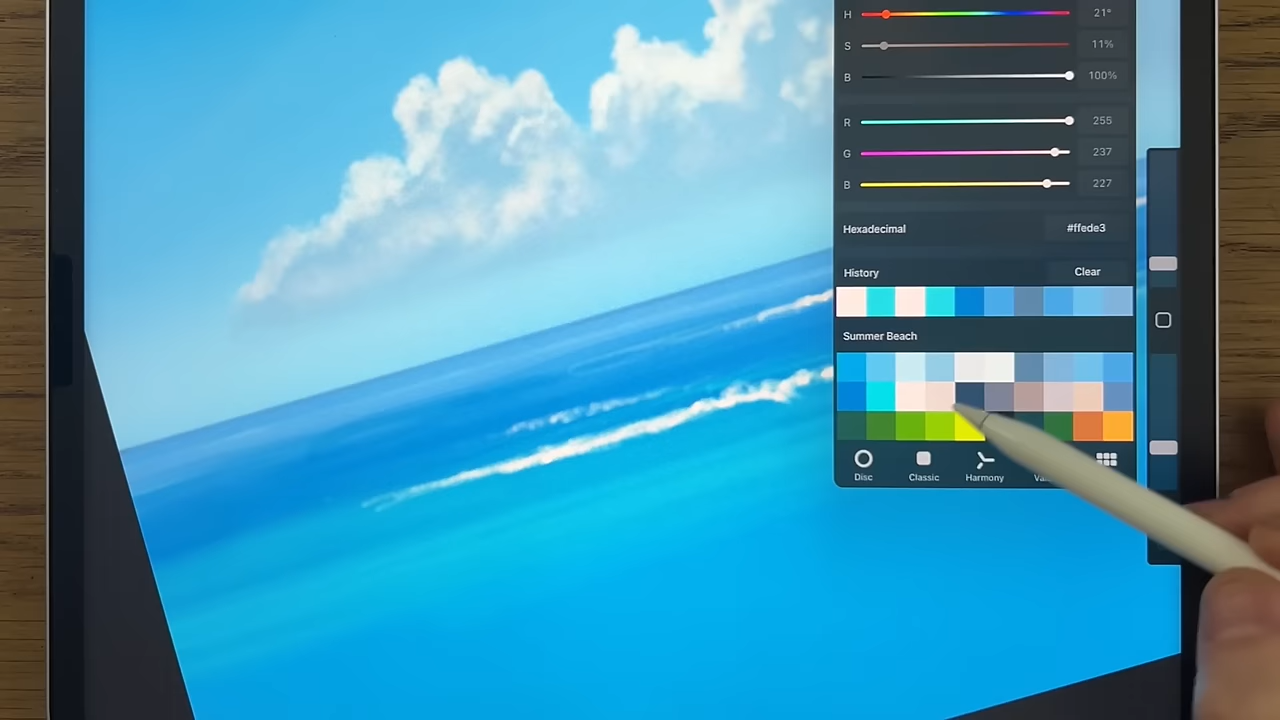 H 21°
S 11%
B 100%
R 255
G 237
B 227
Hexadecimal #ffede3
History Clear
Summer Beach
Disc Classic Harmony